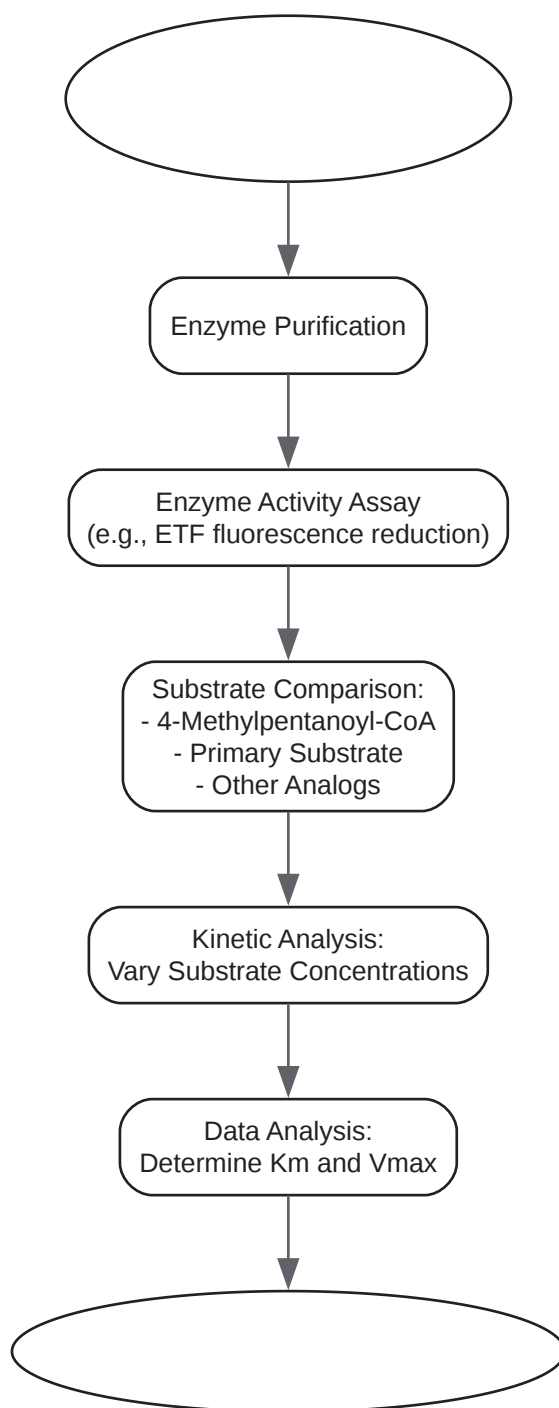 Enzyme Purification
Enzyme Activity Assay
(e.g., ETF fluorescence reduction)
Substrate Comparison:
- 4-Methylpentanoyl-CoA
- Primary Substrate
- Other Analogs
Kinetic Analysis:
Vary Substrate Concentrations
Data Analysis:
Determine Km and Vmax